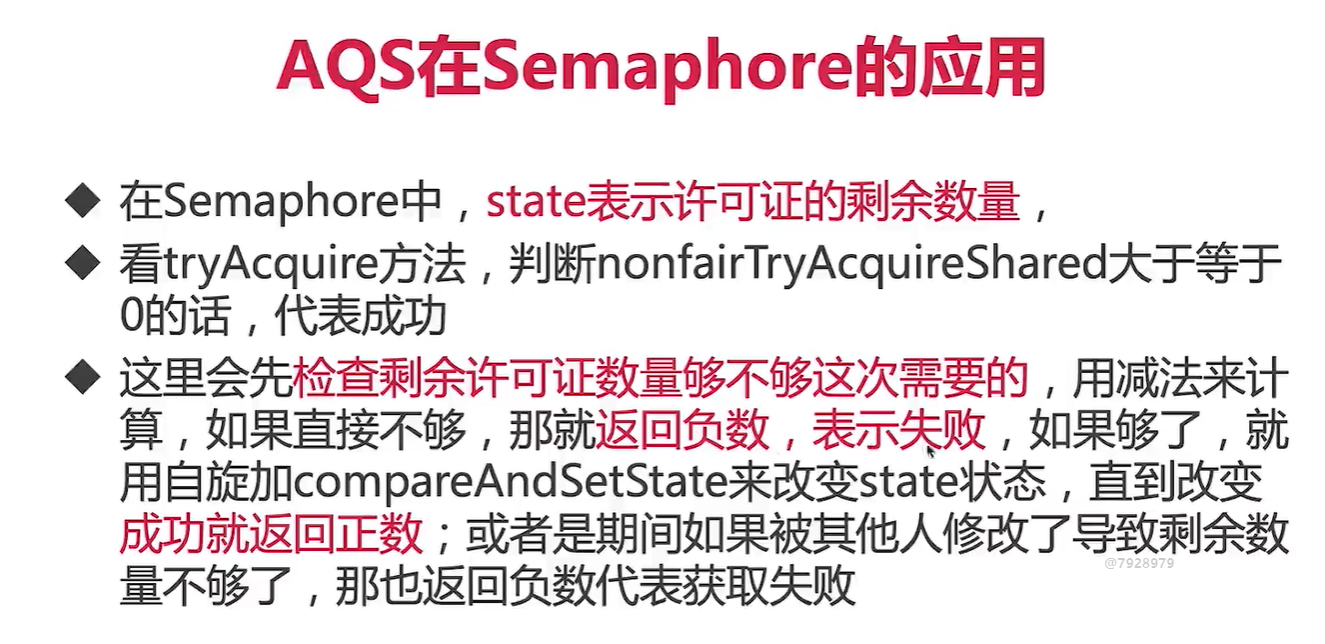 AQS在Semaphore的应用
◆ 在Semaphore中，state表示许可证的剩余数量，
◆ 看tryAcquire方法，判断nonfairTryAcquireShared大于等于
0的话，代表成功
◆ 这里会先检查剩余许可证数量够不够这次需要的，用减法来计
算，如果直接不够，那就返回负数，表示失败，如果够了，就
用自旋加compareAndSetState来改变state状态，直到改变
成功就返回正数；或者是期间如果被其他人修改了导致剩余数
量不够了，那也返回负数代表获取失败
@7928979